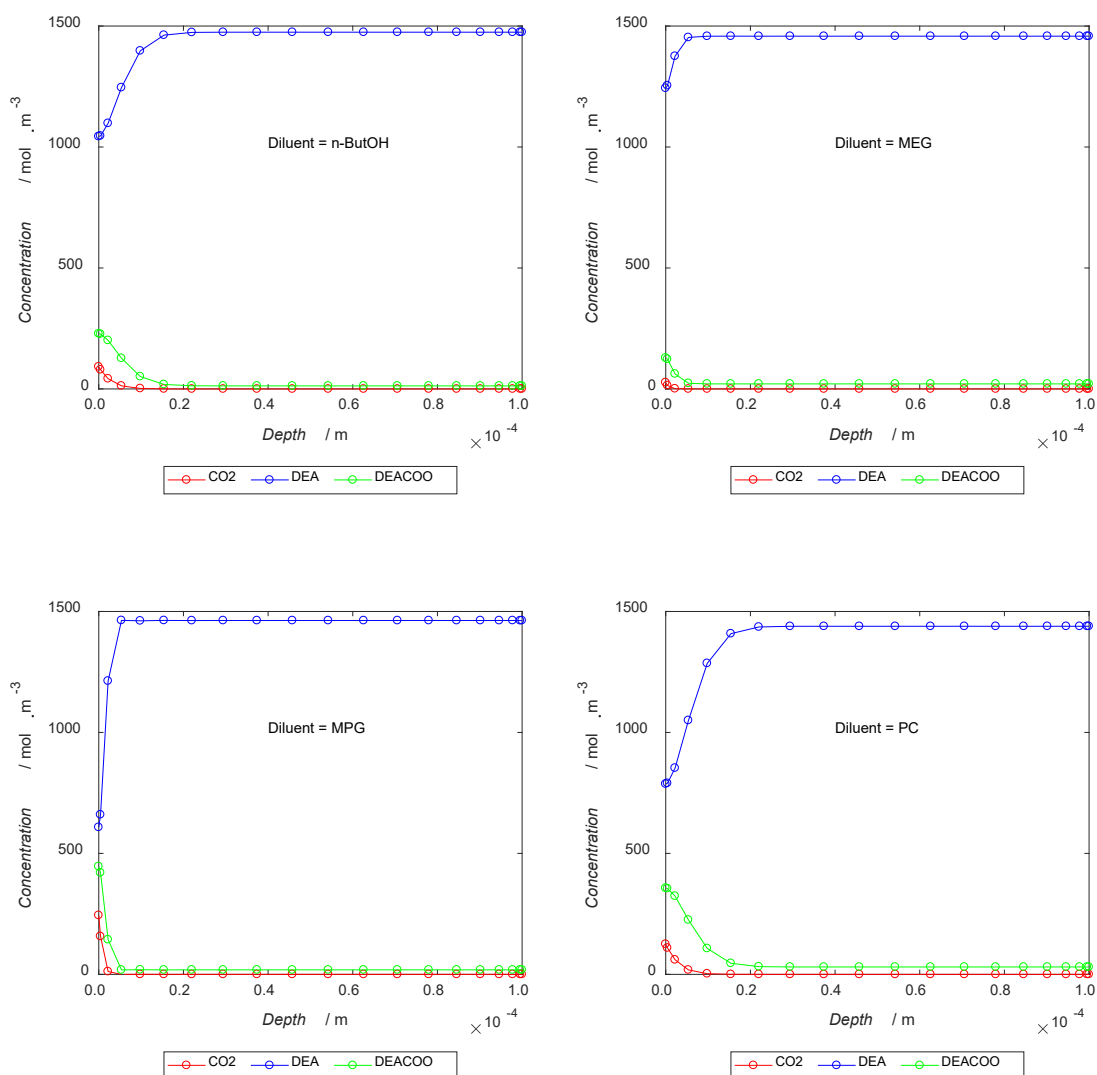 1500
1000
500
0
Concentration / mol .m -3
Diluent = n-ButOH
0.0 0.2 0.4 0.6 0.8 1.0
Depth / m
× 10 -4
CO2 DEA DEACOO
1500
1000
500
0
Concentration / mol .m -3
Diluent = MEG
0.0 0.2 0.4 0.6 0.8 1.0
Depth / m
× 10 -4
CO2 DEA DEACOO
1500
1000
500
0
Concentration / mol .m -3
Diluent = MPG
0.0 0.2 0.4 0.6 0.8 1.0
Depth / m
× 10 -4
CO2 DEA DEACOO
1500
1000
500
0
Concentration / mol .m -3
Diluent = PC
0.0 0.2 0.4 0.6 0.8 1.0
Depth / m
× 10 -4
CO2 DEA DEACOO